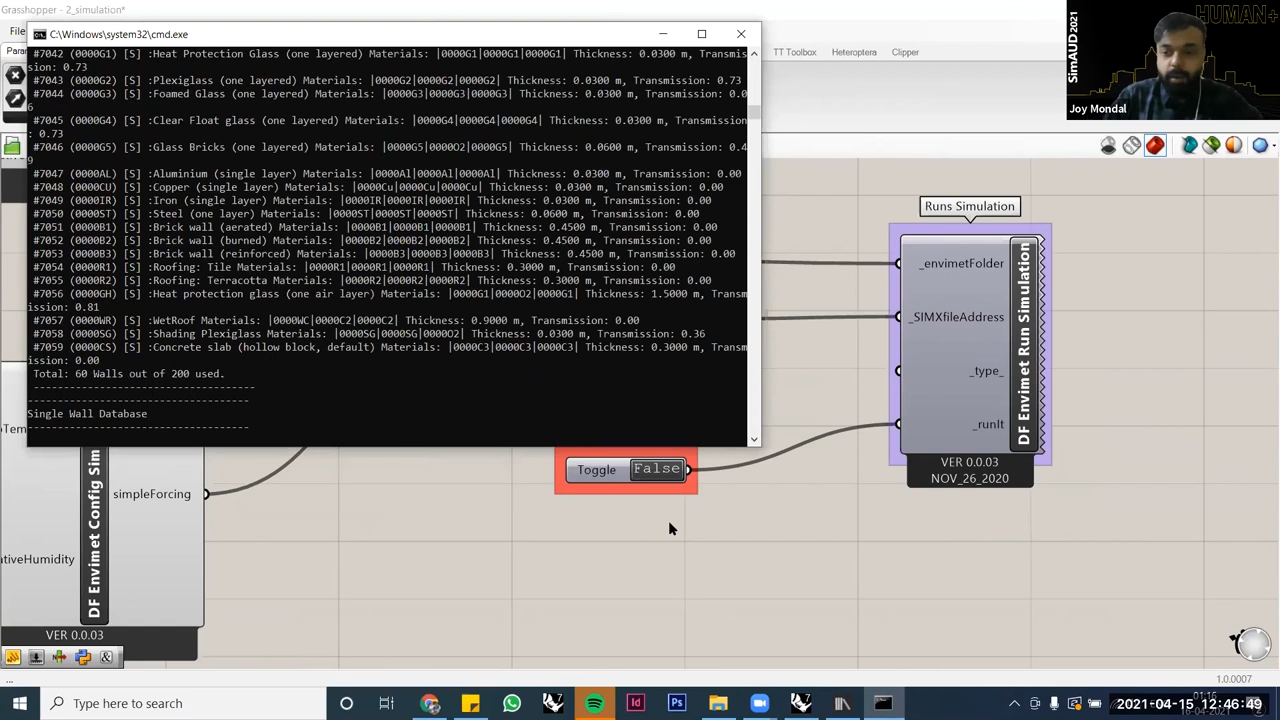 Grasshopper - 2_simulation*
C:\Windows\system32\cmd.exe
File
TT Toolbox
Heteroptera
Clipper
#7042 (0000G1) [S] :Heat Protection Glass (one layered) Materials: |0000G1|0000G1|0000G1| Thickness: 0.0300 m, Transmis
sion: 0.73
#7043 (0000G2) [S] :Plexiglass (one layered) Materials: |0000G2|0000G2|0000G2| Thickness: 0.0300 m, Transmission: 0.73
#7044 (0000G3) [S] :Foamed Glass (one layered) Materials: |0000G3|0000G3|0000G3| Thickness: 0.0300 m, Transmission: 0.0
6
#7045 (0000G4) [S] :Clear Float glass (one layered) Materials: |0000G4|0000G4|0000G4| Thickness: 0.0300 m, Transmission
: 0.73
#7046 (0000G5) [S] :Glass Bricks (one layered) Materials: |0000G5|0000O2|0000G5| Thickness: 0.0600 m, Transmission: 0.4
9
#7047 (0000AL) [S] :Aluminium (single layer) Materials: |0000Al|0000Al|0000Al| Thickness: 0.0300 m, Transmission: 0.00
#7048 (0000CU) [S] :Copper (single layer) Materials: |0000Cu|0000Cu|0000Cu| Thickness: 0.0300 m, Transmission: 0.00
#7049 (0000IR) [S] :Iron (single layer) Materials: |0000IR|0000IR|0000IR| Thickness: 0.0300 m, Transmission: 0.00
#7050 (0000ST) [S] :Steel (one layer) Materials: |0000ST|0000ST|0000ST| Thickness: 0.0600 m, Transmission: 0.00
#7051 (0000B1) [S] :Brick wall (aerated) Materials: |0000B1|0000B1|0000B1| Thickness: 0.4500 m, Transmission: 0.00
#7052 (0000B2) [S] :Brick wall (burned) Materials: |0000B2|0000B2|0000B2| Thickness: 0.4500 m, Transmission: 0.00
#7053 (0000B3) [S] :Brick wall (reinforced) Materials: |0000B3|0000B3|0000B3| Thickness: 0.4500 m, Transmission: 0.00
#7054 (0000R1) [S] :Roofing: Tile Materials: |0000R1|0000R1|0000R1| Thickness: 0.3000 m, Transmission: 0.00
#7055 (0000R2) [S] :Roofing: Terracotta Materials: |0000R2|0000R2|0000R2| Thickness: 0.3000 m, Transmission: 0.00
#7056 (0000GH) [S] :Heat protection glass (one air layer) Materials: |0000G1|0000O2|0000G1| Thickness: 1.5000 m, Transm
ission: 0.81
#7057 (0000WR) [S] :WetRoof Materials: |0000WC|0000C2|0000C2| Thickness: 0.9000 m, Transmission: 0.00
#7058 (0000SG) [S] :Shading Plexiglass Materials: |0000SG|0000SG|0000O2| Thickness: 0.0300 m, Transmission: 0.36
#7059 (0000CS) [S] :Concrete slab (hollow block, default) Materials: |0000C3|0000C3|0000C3| Thickness: 0.3000 m, Transm
ission: 0.00
Total: 60 Walls out of 200 used.
-------------------------------------
------------------------------------
Single Wall Database
------------------------------------
SimAUD2021
HUMAN+
Joy Mondal
Runs Simulation
_envimetFolder
_SIMXfileAddress
_type_
_runIt
DF Envimet Run Simulation
VER 0.0.03
NOV_26_2020
Toggle
False
simpleForcing
DF Envimet Config Sim
VER 0.0.03
...
1.0.0007
Type here to search
01:16
2021-04-15 12:46:49